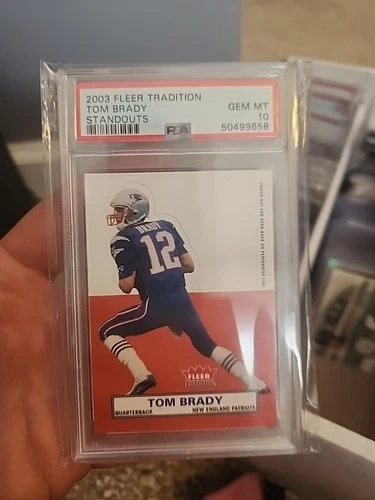 2003 FLEER TRADITION
TOM BRADY
STANDOUTS
GEM MT
10
PSA
50499658
BRADY
12
FLEER
TRADITION
TOM BRADY
QUARTERBACK
NEW ENGLAND PATRIOTS